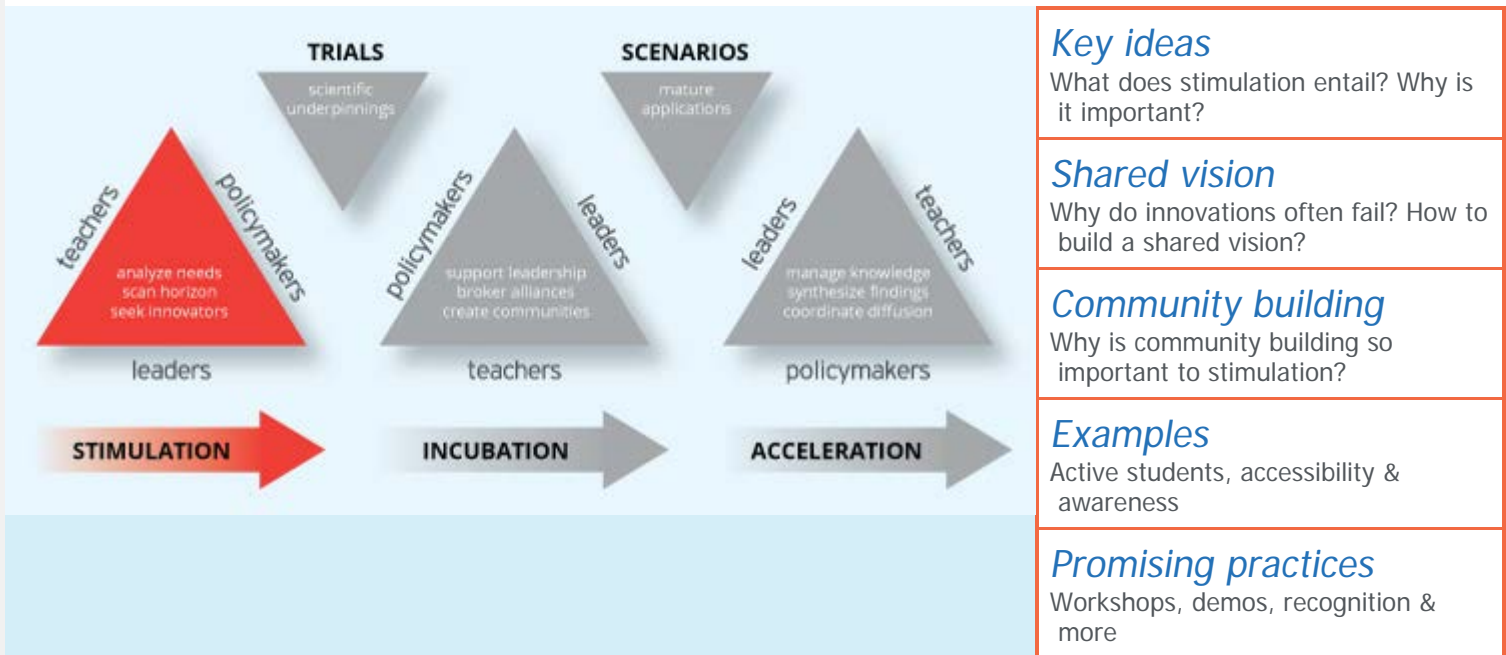 TRIALS
scientific
underpinnings
SCENARIOS
mature
applications
teachers
policymakers
analyze needs
scan horizon
seek innovators
leaders
policymakers
leaders
support leadership
broker alliances
create communities
teachers
leaders
teachers
manage knowledge
synthesize findings
coordinate diffusion
policymakers
STIMULATION
INCUBATION
ACCELERATION
Key ideas
What does stimulation entail? Why is
it important?
Shared vision
Why do innovations often fail? How to
build a shared vision?
Community building
Why is community building so
important to stimulation?
Examples
Active students, accessibility &
awareness
Promising practices
Workshops, demos, recognition &
more